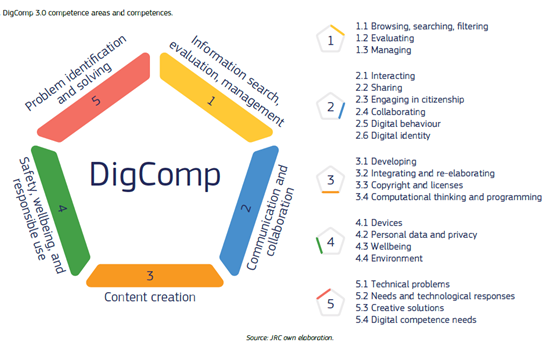 DigComp 3.0 competence areas and competences.
Problem identification
and solving
5
Information search,
evaluation, management
1
DigComp
Safety, wellbeing, and
responsible use
4
Communication and
collaboration
2
3
Content creation
1
1.1 Browsing, searching, filtering
1.2 Evaluating
1.3 Managing
2
2.1 Interacting
2.2 Sharing
2.3 Engaging in citizenship
2.4 Collaborating
2.5 Digital behaviour
2.6 Digital identity
3
3.1 Developing
3.2 Integrating and re-elaborating
3.3 Copyright and licenses
3.4 Computational thinking and programming
4
4.1 Devices
4.2 Personal data and privacy
4.3 Wellbeing
4.4 Environment
5
5.1 Technical problems
5.2 Needs and technological responses
5.3 Creative solutions
5.4 Digital competence needs
Source: JRC own elaboration.